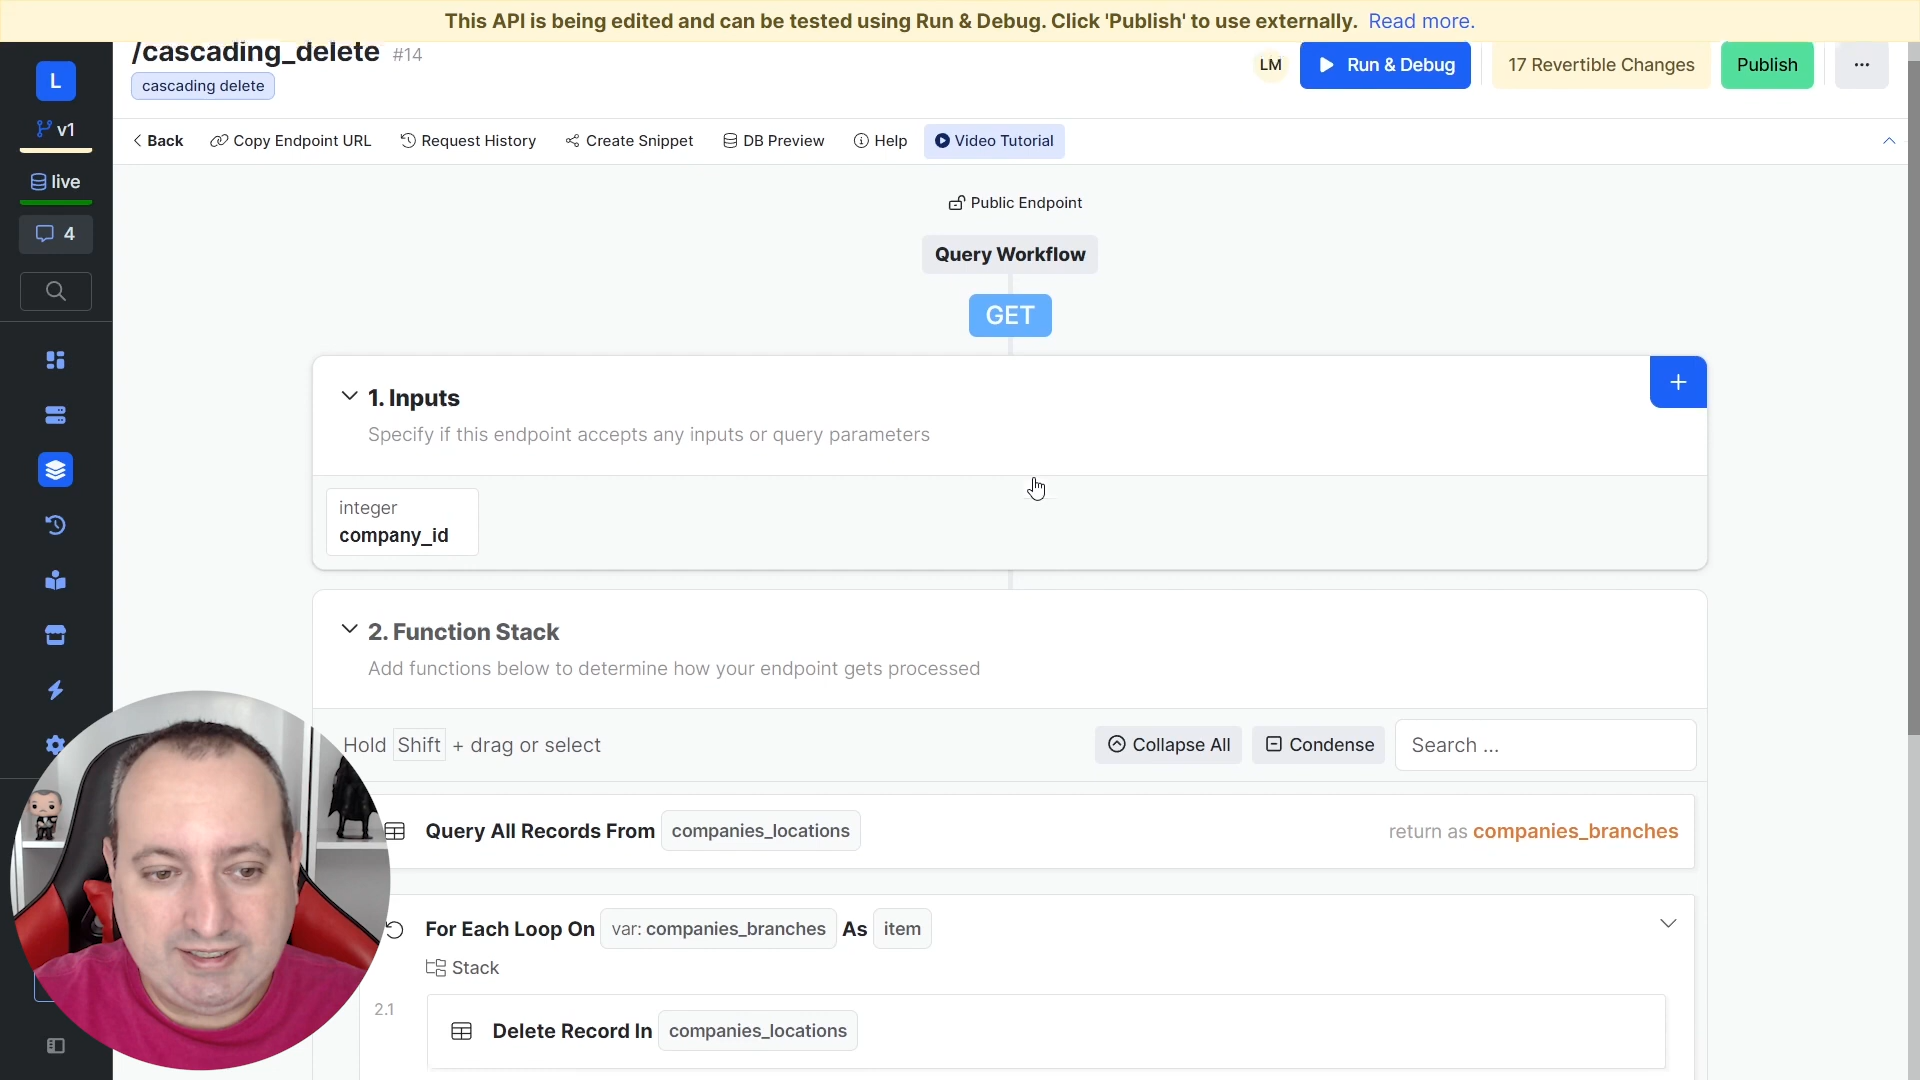 This API is being edited and can be tested using Run & Debug. Click 'Publish' to use externally. Read more.
/cascading_delete #14
cascading delete
LM
Run & Debug
17 Revertible Changes
Publish
L
v1
live
4
Back
Copy Endpoint URL
Request History
Create Snippet
DB Preview
Help
Video Tutorial
Public Endpoint
Query Workflow
GET
1. Inputs
Specify if this endpoint accepts any inputs or query parameters
integer
company_id
2. Function Stack
Add functions below to determine how your endpoint gets processed
Hold Shift + drag or select
Collapse All
Condense
Search ...
Query All Records From companies_locations
return as companies_branches
For Each Loop On var: companies_branches As item
Stack
2.1
Delete Record In companies_locations